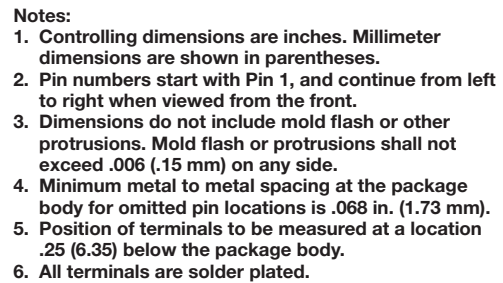 Notes:
1. Controlling dimensions are inches. Millimeter
dimensions are shown in parentheses.
2. Pin numbers start with Pin 1, and continue from left
to right when viewed from the front.
3. Dimensions do not include mold flash or other
protrusions. Mold flash or protrusions shall not
exceed .006 (.15 mm) on any side.
4. Minimum metal to metal spacing at the package
body for omitted pin locations is .068 in. (1.73 mm).
5. Position of terminals to be measured at a location
.25 (6.35) below the package body.
6. All terminals are solder plated.